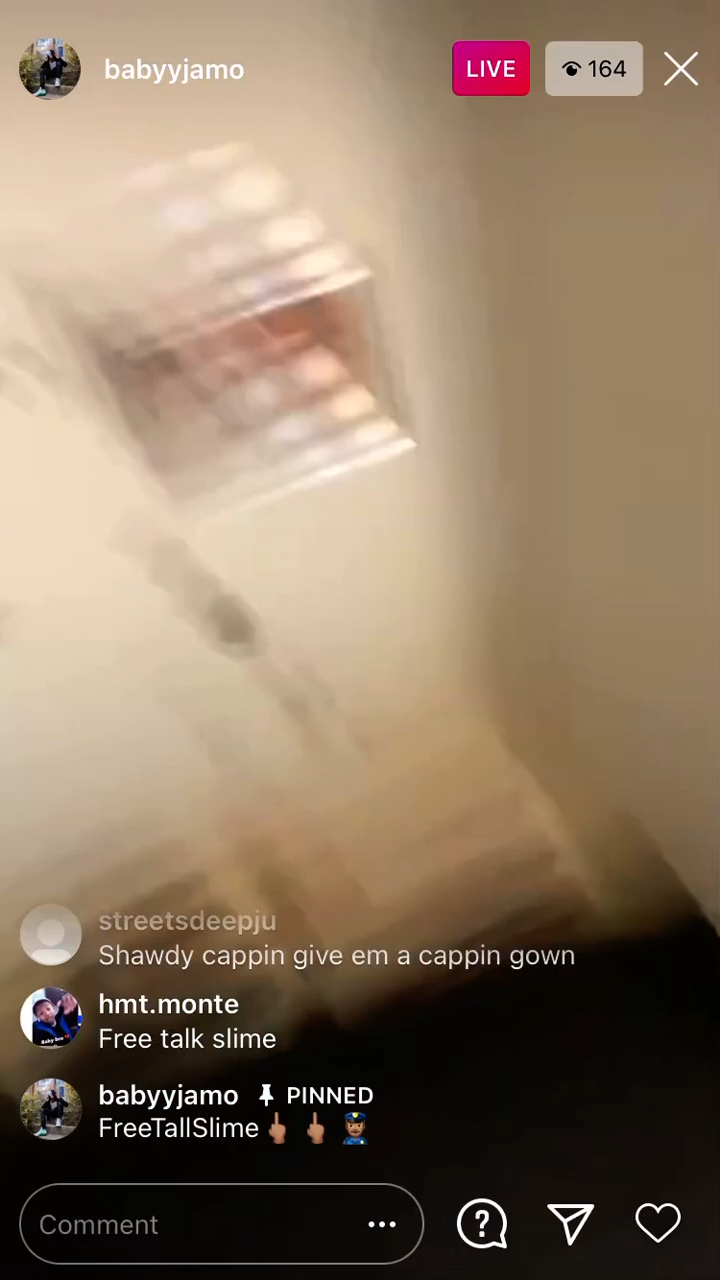 babyyjamo
LIVE
164
streetsdeepju
Shawdy cappin give em a cappin gown
hmt.monte
Free talk slime
babyyjamo PINNED
FreeTallSlime🖕🏽🖕🏽👮🏽‍♂️
Comment